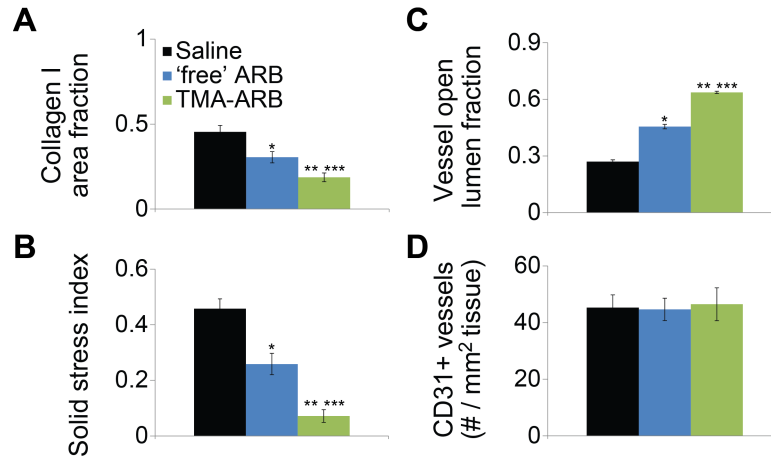 A
Collagen I
area fraction
1
0.5
0
Saline
'free' ARB
TMA-ARB
*
** ***
C
Vessel open
lumen fraction
0.9
0.6
0.3
0
*
** ***
B
Solid stress index
0.6
0.4
0.2
0
*
** ***
D
CD31+ vessels
(# / mm² tissue)
60
40
20
0